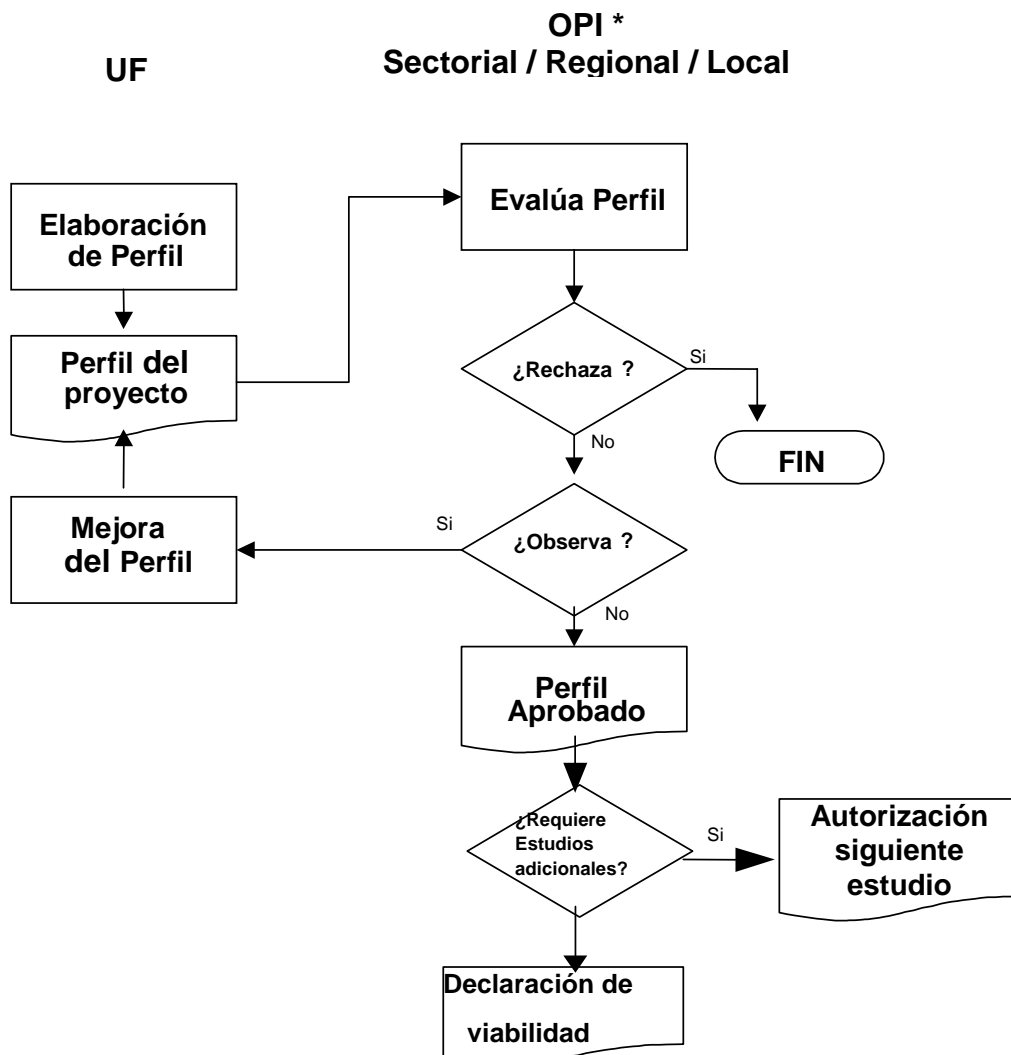 OPI *
Sectorial / Regional / Local
UF
Elaboración
de Perfil
Perfil del
proyecto
Mejora
del Perfil
Evalúa Perfil
¿Rechaza ?
Si
FIN
No
¿Observa ?
Si
No
Perfil
Aprobado
¿Requiere
Estudios
adicionales?
Si
Autorización
siguiente
estudio
Declaración de
viabilidad